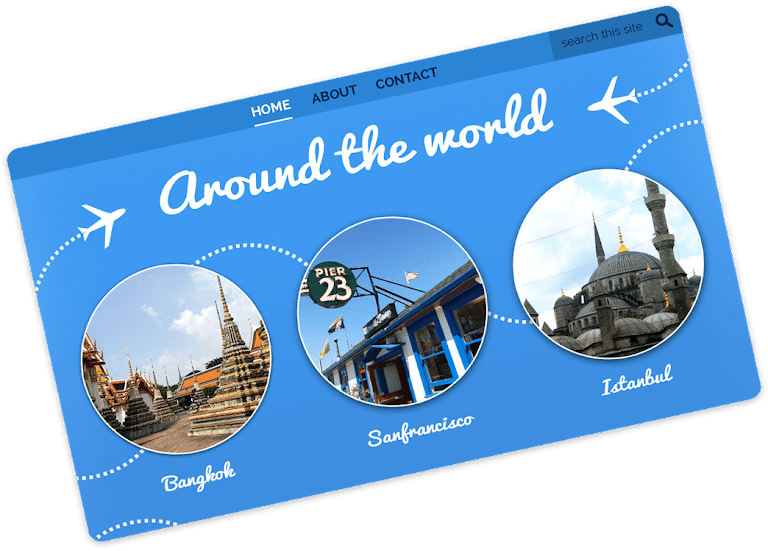 HOME ABOUT CONTACT
search this site
Around the world
PIER
23
Bangkok
Sanfrancisco
Istanbul